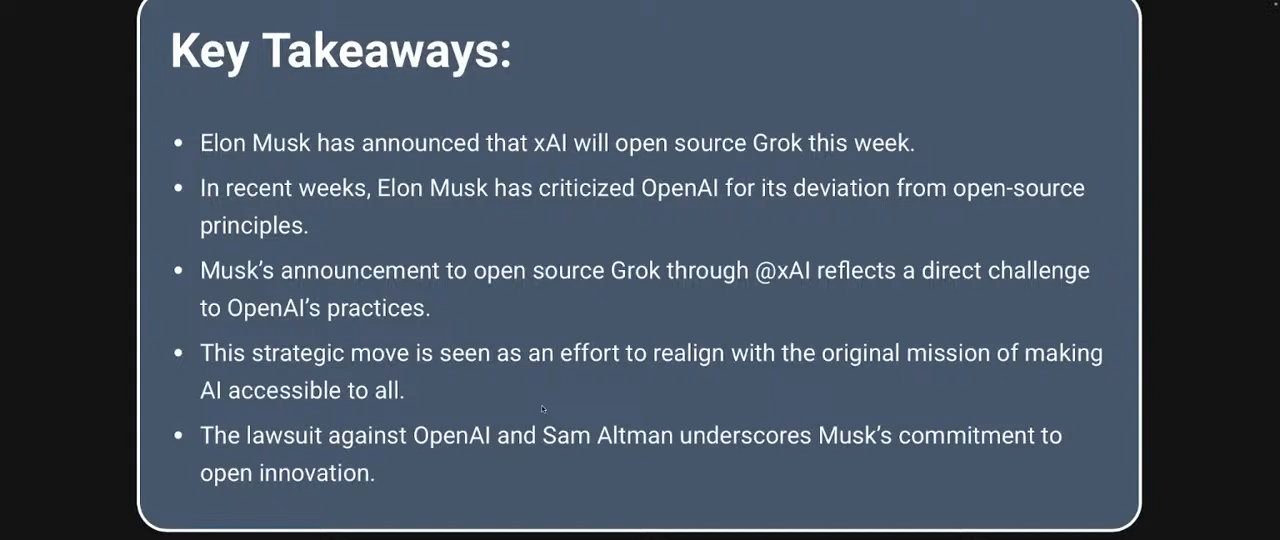 Key Takeaways:
• Elon Musk has announced that xAI will open source Grok this week.
• In recent weeks, Elon Musk has criticized OpenAI for its deviation from open-source
principles.
• Musk’s announcement to open source Grok through @xAI reflects a direct challenge
to OpenAI’s practices.
• This strategic move is seen as an effort to realign with the original mission of making
AI accessible to all.
• The lawsuit against OpenAI and Sam Altman underscores Musk’s commitment to
open innovation.